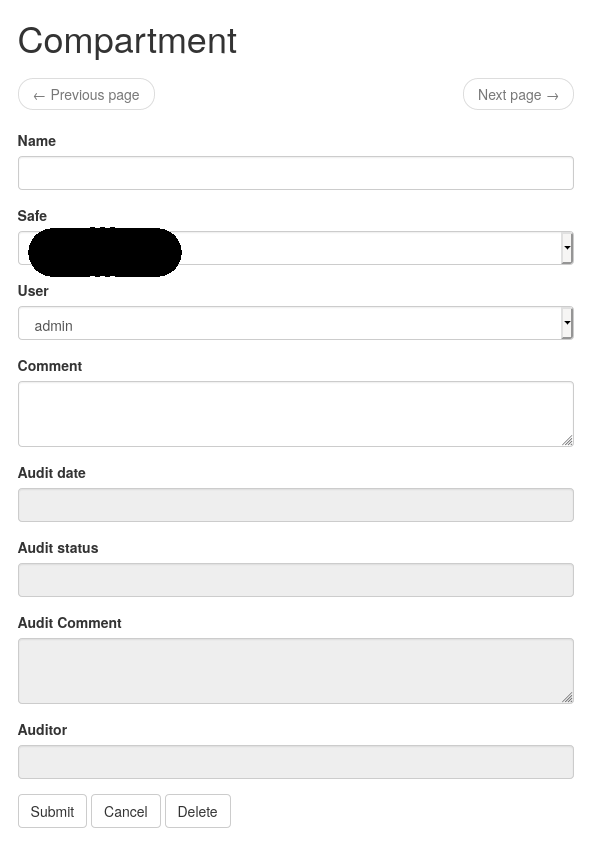 Compartment
← Previous page
Next page →
Name
Safe
User
admin
Comment
Audit date
Audit status
Audit Comment
Auditor
Submit Cancel Delete